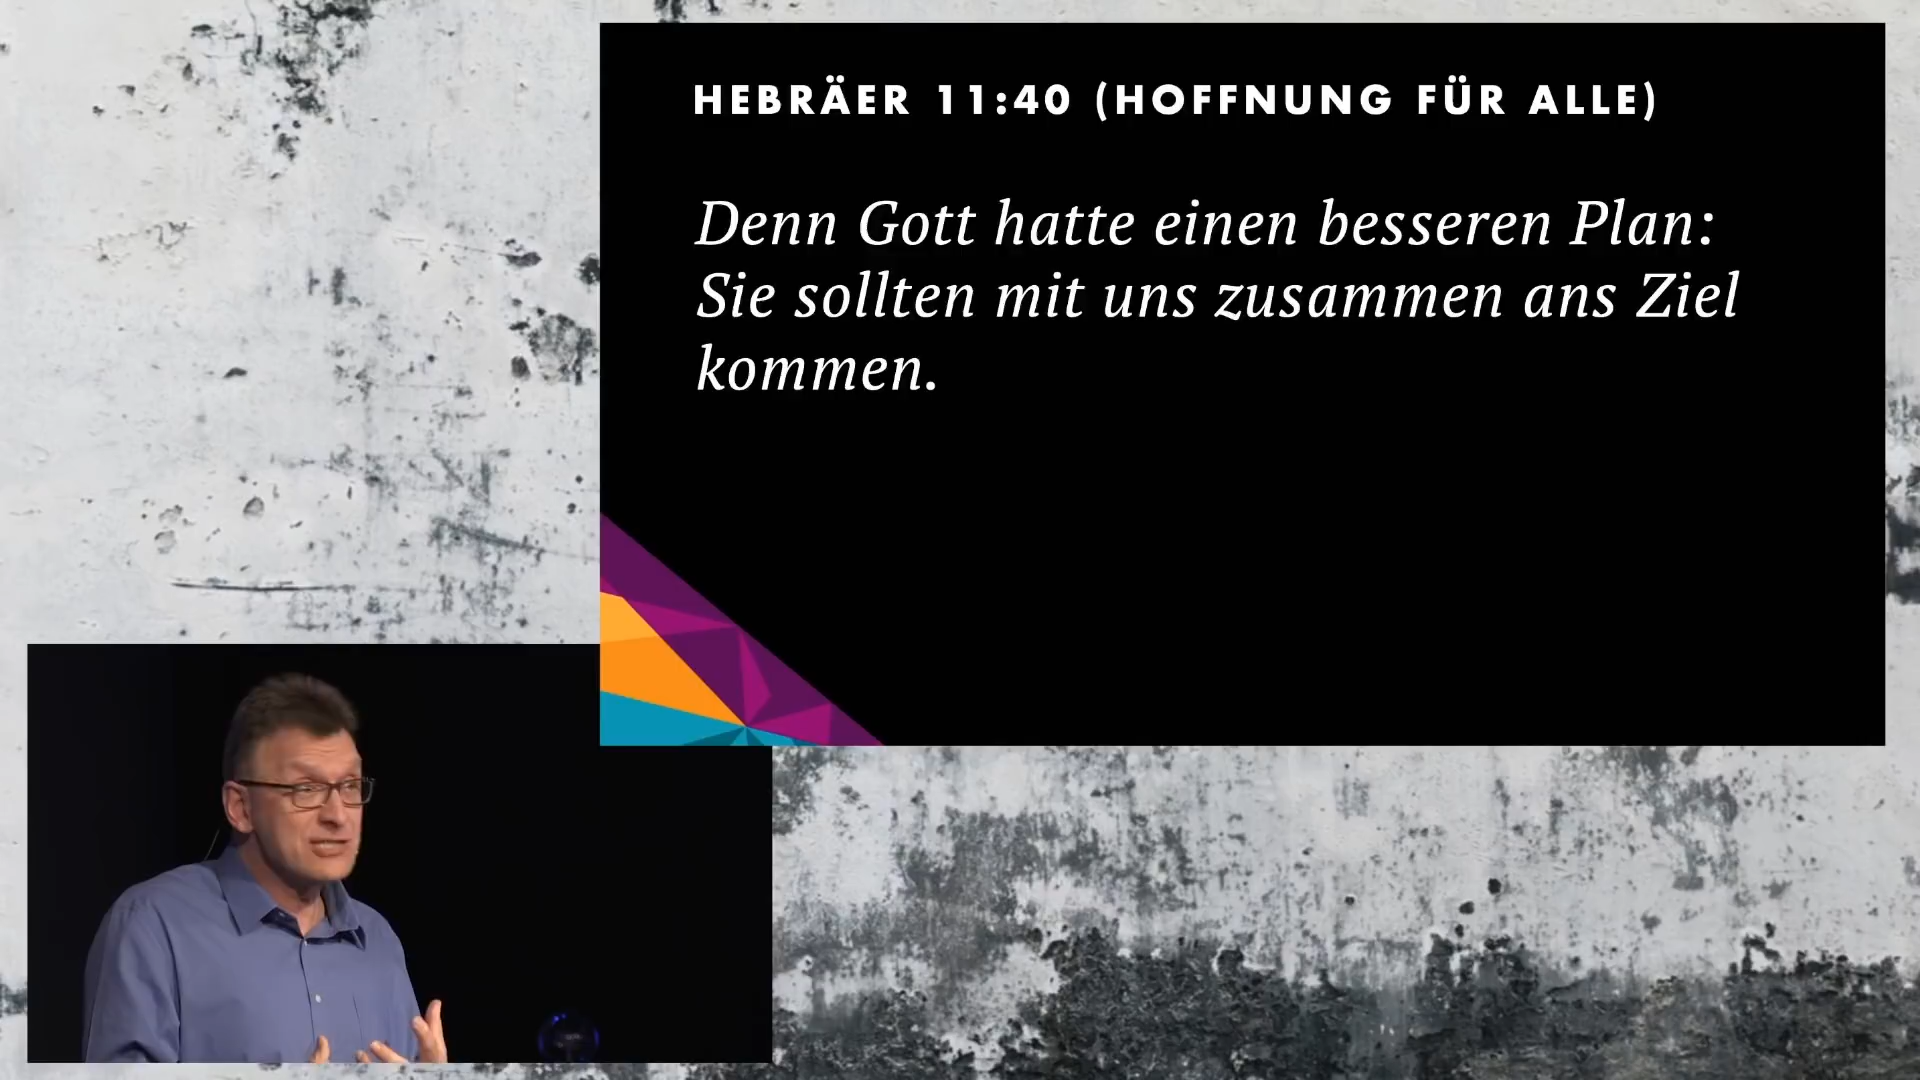 HEBRÄER 11:40 (HOFFNUNG FÜR ALLE)
Denn Gott hatte einen besseren Plan:
Sie sollten mit uns zusammen ans Ziel
kommen.